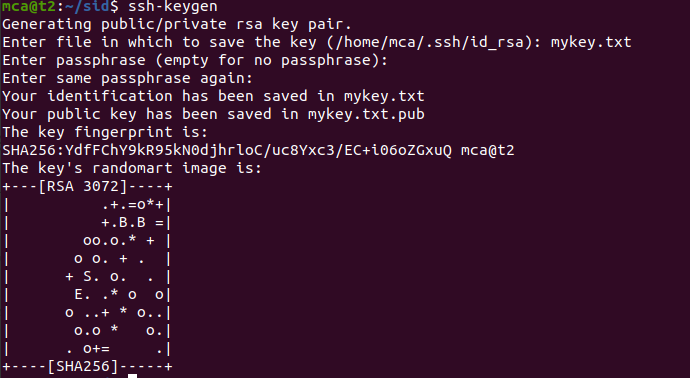 mca@t2:~/sid$ ssh-keygen
Generating public/private rsa key pair.
Enter file in which to save the key (/home/mca/.ssh/id_rsa): mykey.txt
Enter passphrase (empty for no passphrase):
Enter same passphrase again:
Your identification has been saved in mykey.txt
Your public key has been saved in mykey.txt.pub
The key fingerprint is:
SHA256:YdfFChY9kR95kN0djhrloC/uc8Yxc3/EC+i06oZGxuQ mca@t2
The key's randomart image is:
+---[RSA 3072]----+
|          .+.=o*+|
|          +.B.B =|
|        oo.o.* + |
|       o o. + .  |
|      + S. o.  . |
|       E. .* o  o|
|      o ..+ * o..|
|       o.o *   o.|
|      . o+=     .|
+----[SHA256]-----+